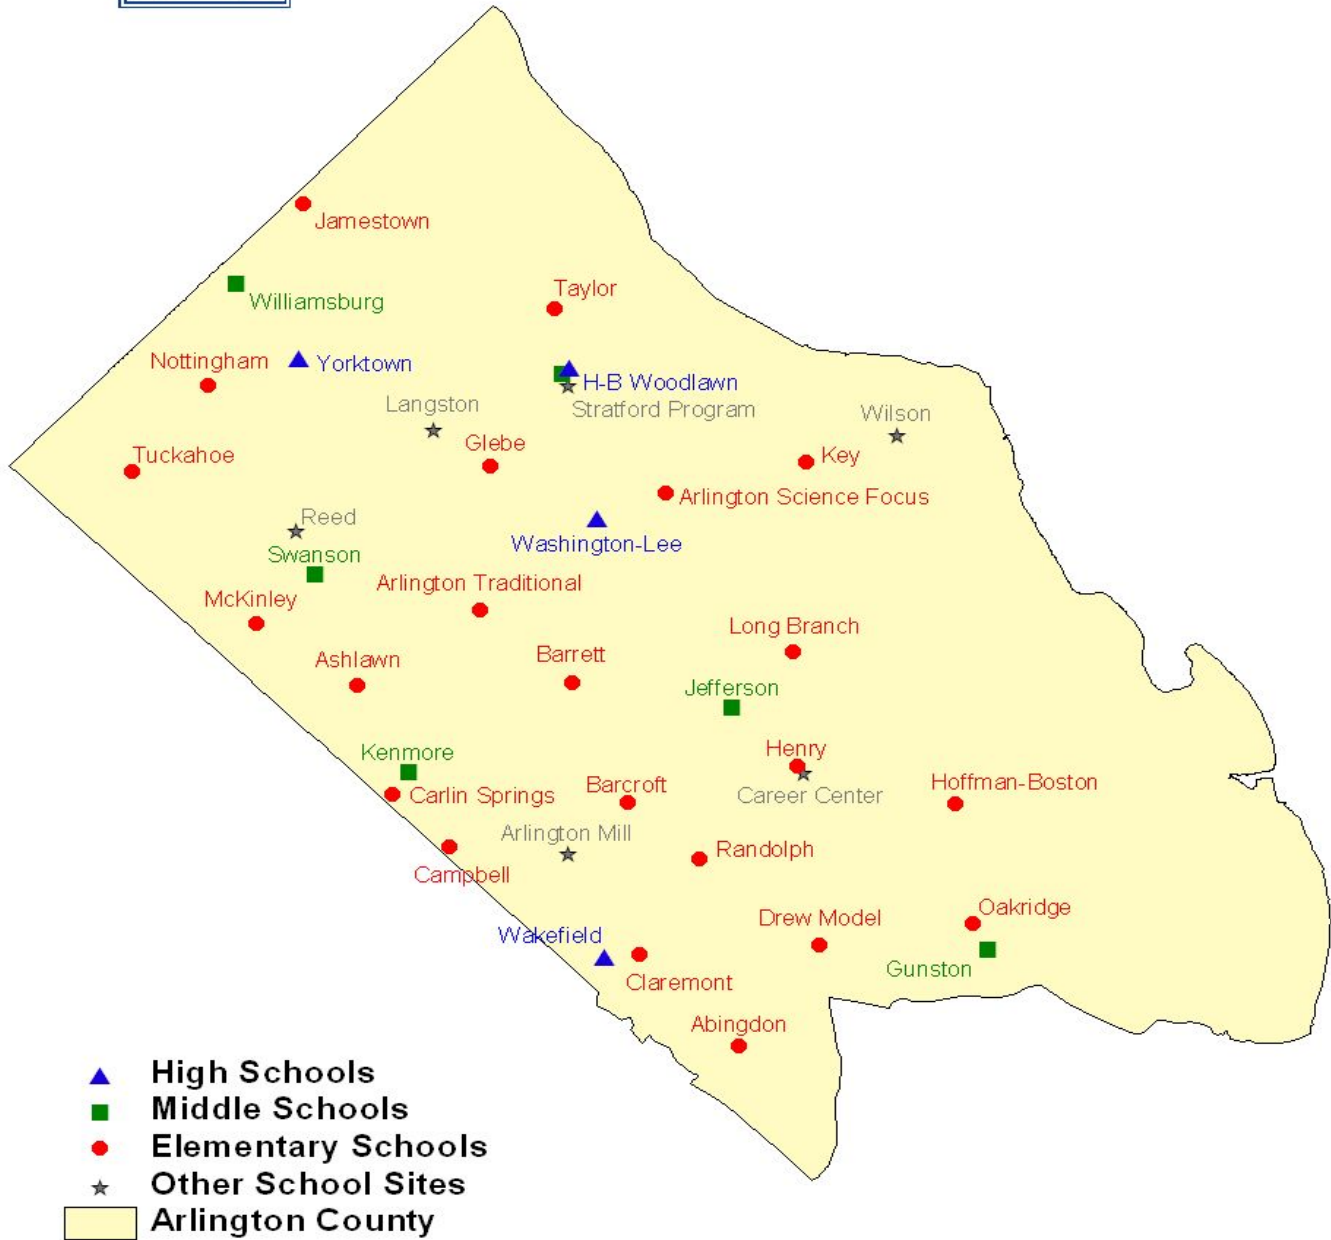 Jamestown
Taylor
Williamsburg
Nottingham
Yorktown
H-B Woodlawn
Langston
Stratford Program
Wilson
Glebe
Tuckahoe
Key
Arlington Science Focus
Reed
Washington-Lee
Swanson
Arlington Traditional
McKinley
Long Branch
Ashlawn
Barrett
Jefferson
Kenmore
Henry
Carlin Springs
Barcroft
Career Center
Hoffman-Boston
Arlington Mill
Randolph
Campbell
Drew Model
Oakridge
Wakefield
Gunston
Claremont
Abingdon
High Schools
Middle Schools
Elementary Schools
Other School Sites
Arlington County